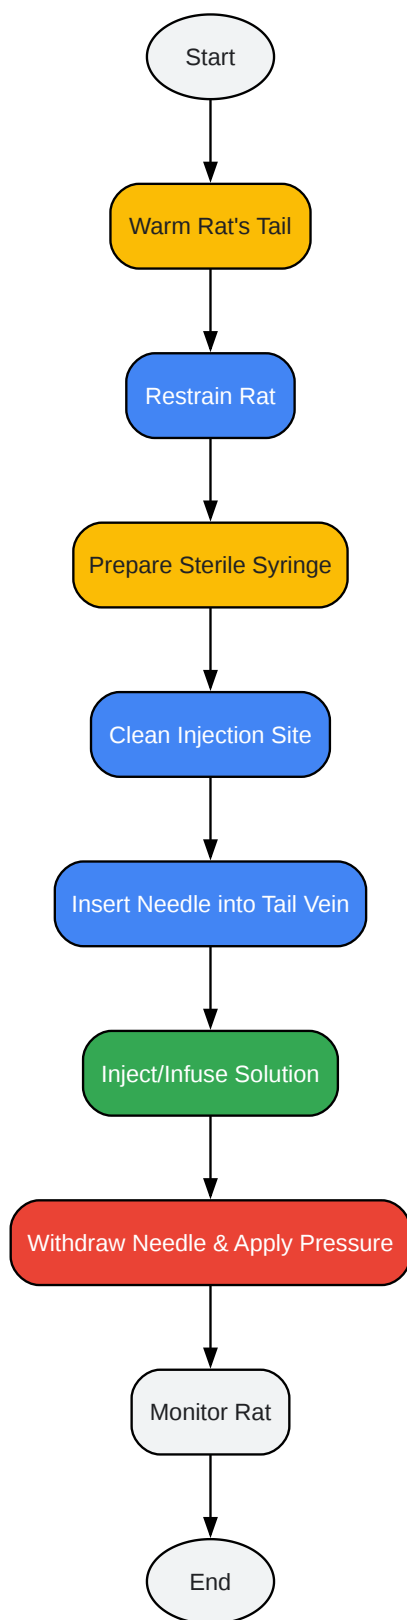 Start
Warm Rat's Tail
Restrain Rat
Prepare Sterile Syringe
Clean Injection Site
Insert Needle into Tail Vein
Inject/Infuse Solution
Withdraw Needle & Apply Pressure
Monitor Rat
End